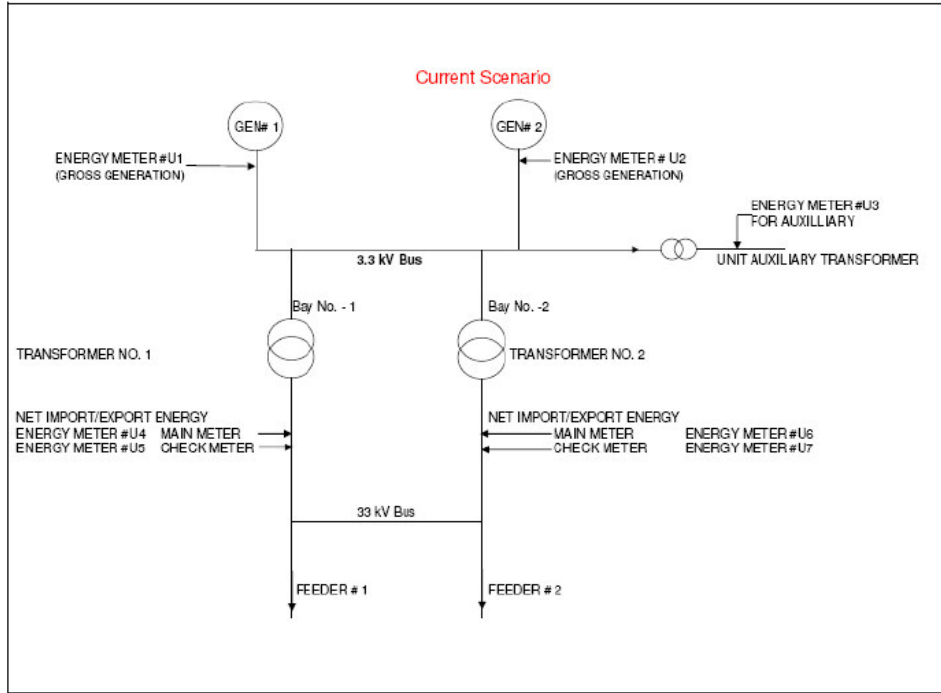 Current Scenario
GEN# 1
GEN# 2
ENERGY METER #U1
(GROSS GENERATION)
ENERGY METER # U2
(GROSS GENERATION)
ENERGY METER #U3
FOR AUXILLIARY
3.3 kV Bus
UNIT AUXILIARY TRANSFORMER
Bay No. - 1
Bay No. -2
TRANSFORMER NO. 1
TRANSFORMER NO. 2
NET IMPORT/EXPORT ENERGY
ENERGY METER #U4 MAIN METER
ENERGY METER #U5 CHECK METER
NET IMPORT/EXPORT ENERGY
MAIN METER ENERGY METER #U6
CHECK METER ENERGY METER #U7
33 kV Bus
FEEDER # 1
FEEDER # 2